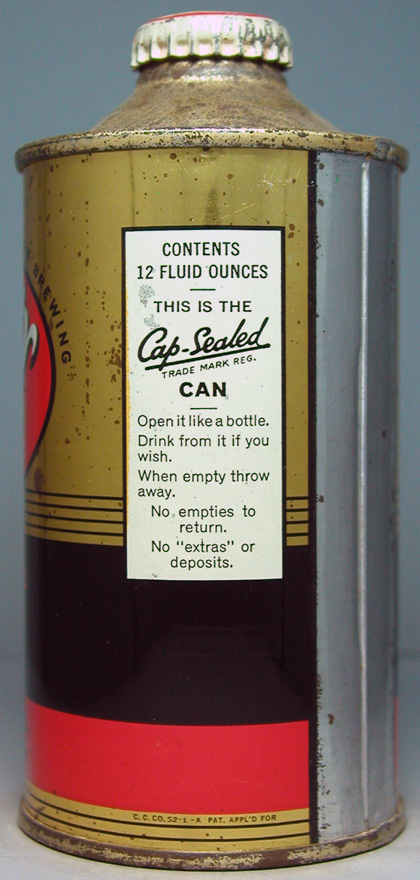 BREWING
CONTENTS
12 FLUID OUNCES
THIS IS THE
Cap-Sealed
TRADE MARK REG.
CAN
Open it like a bottle.
Drink from it if you
wish.
When empty throw
away.
No empties to
return.
No "extras" or
deposits.
C. C. CO. 52-1-A PAT. APPL'D FOR